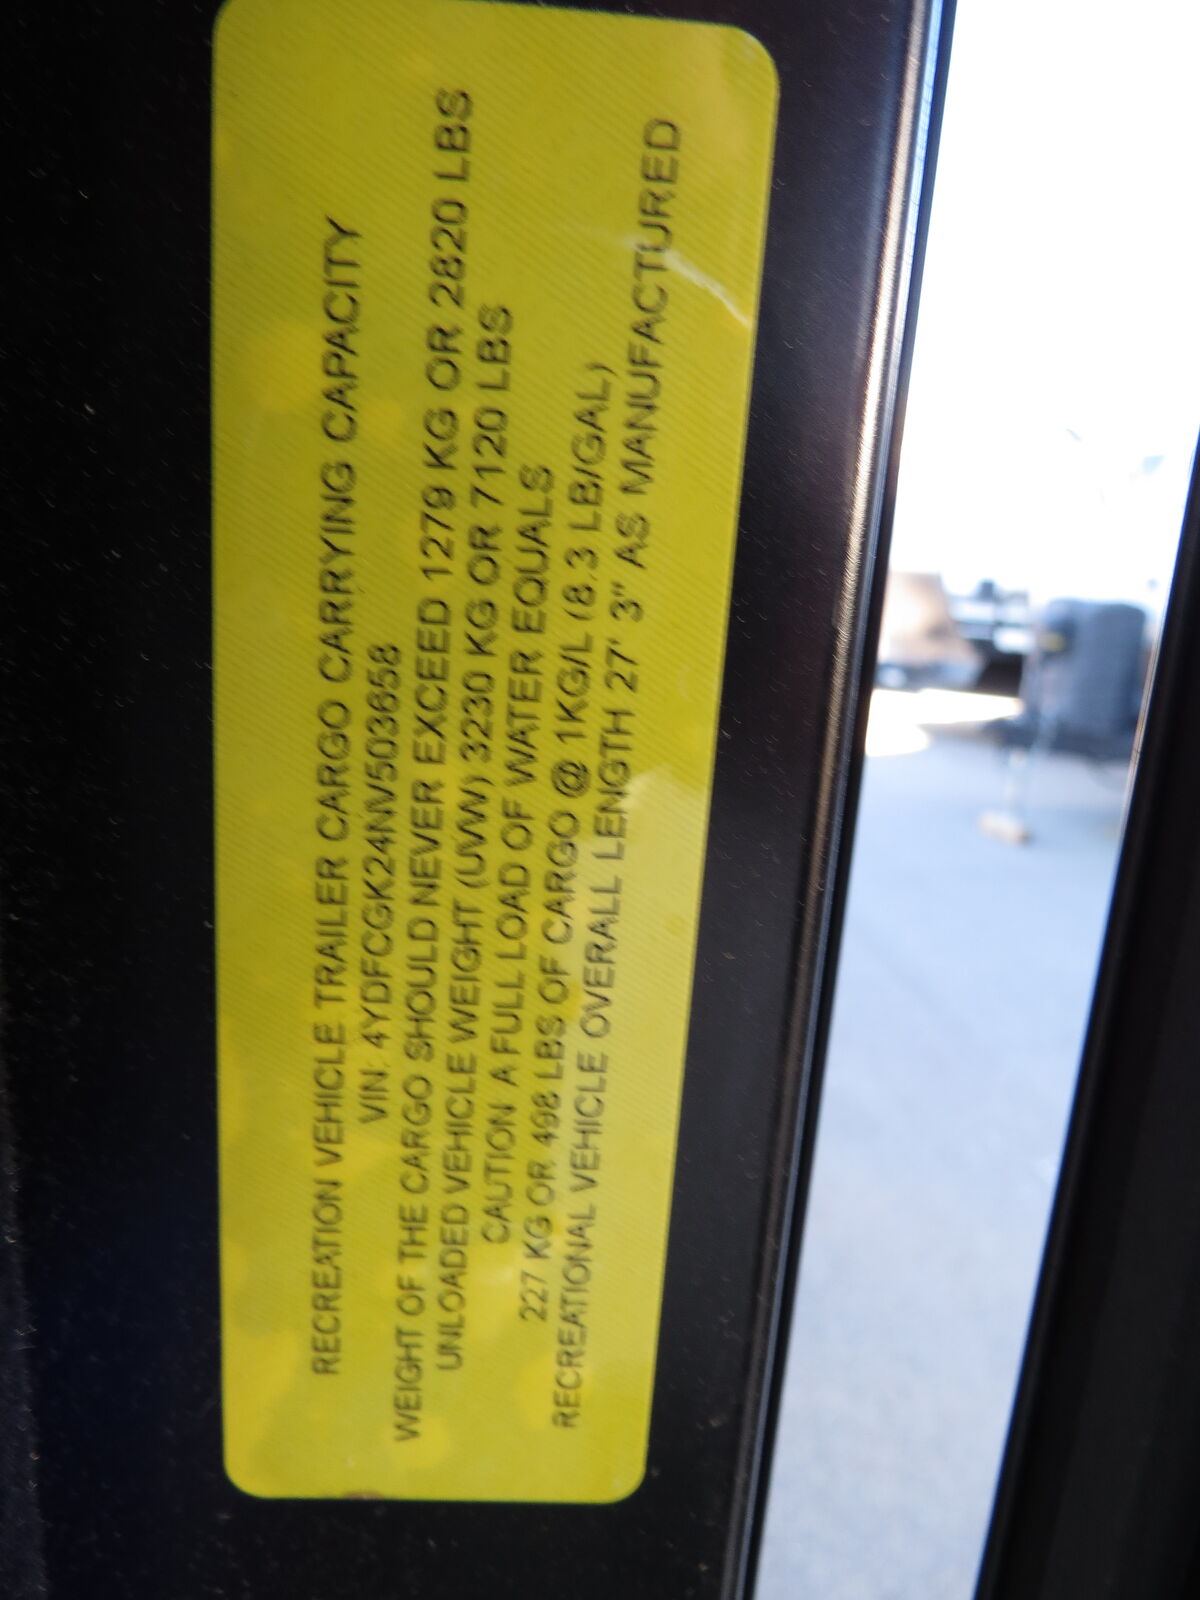 RECREATION VEHICLE TRAILER CARGO CARRYING CAPACITY
VIN: 4YDFCGK24NV503658
WEIGHT OF THE CARGO SHOULD NEVER EXCEED 1279 KG OR 2820 LBS
UNLOADED VEHICLE WEIGHT (UVW) 3230 KG OR 7120 LBS
CAUTION A FULL LOAD OF WATER EQUALS
227 KG OR 498 LBS OF CARGO @ 1KG/L (8.3 LB/GAL)
RECREATIONAL VEHICLE OVERALL LENGTH 27' 3" AS MANUFACTURED